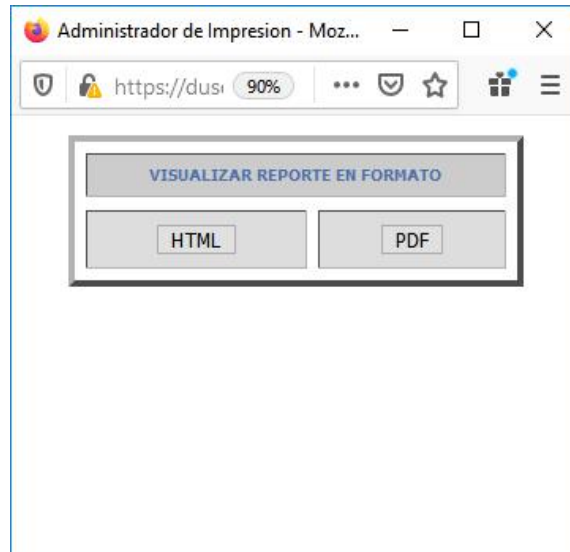 Administrador de Impresion - Moz...
https://dus 90%
VISUALIZAR REPORTE EN FORMATO
HTML PDF